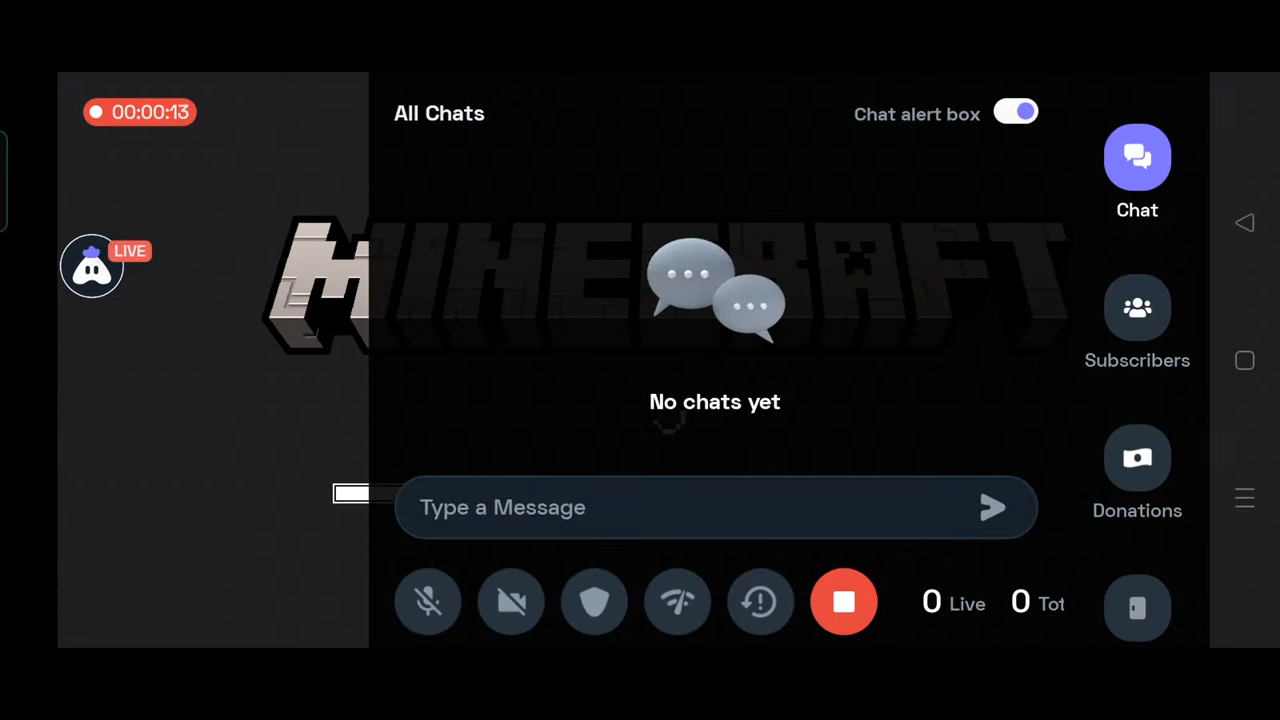 00:00:13
All Chats
Chat alert box
Chat
LIVE
MINECRAFT
Subscribers
No chats yet
Type a Message
Donations
0 Live
0 Tot